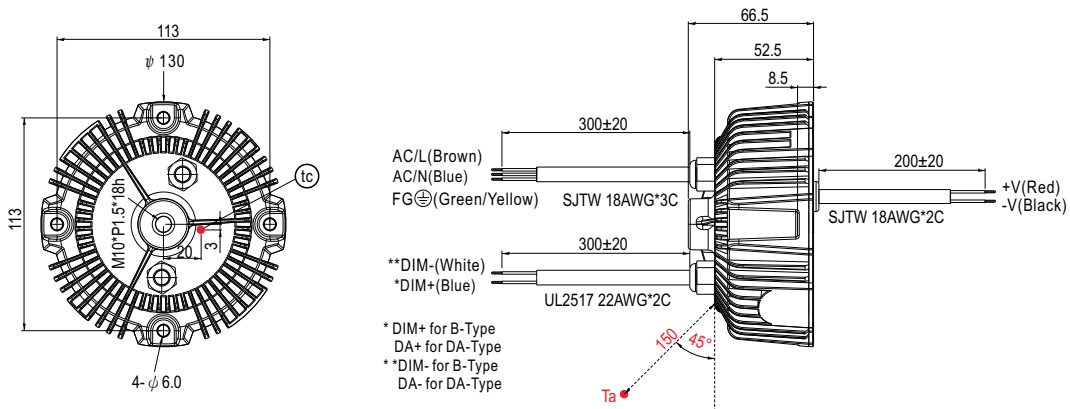 113
ψ 130
113
M10*P1.5*18h
20
3
tc
4- ϕ 6.0
66.5
52.5
8.5
300±20
AC/L(Brown)
AC/N(Blue)
FG⏚(Green/Yellow)
SJTW 18AWG*3C
200±20
+V(Red)
-V(Black)
SJTW 18AWG*2C
300±20
**DIM-(White)
*DIM+(Blue)
UL2517 22AWG*2C
* DIM+ for B-Type
DA+ for DA-Type
* *DIM- for B-Type
DA- for DA-Type
150
45°
Ta